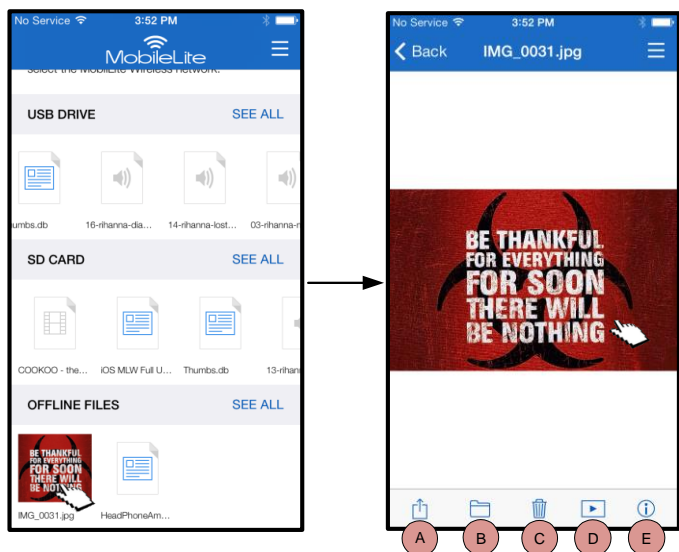 No Service 3:52 PM
MobileLite
select the MobileLite Wireless network.
USB DRIVE SEE ALL
umbs.db 16-rihanna-dia... 14-rihanna-lost... 03-rihanna-r
SD CARD SEE ALL
COOKOO - the... iOS MLW Full U... Thumbs.db 13-rihan
OFFLINE FILES SEE ALL
BE THANKFUL
FOR EVERYTHING
FOR SOON
THERE WILL
BE NOTHING
IMG_0031.jpg HeadPhoneAm...
No Service 3:52 PM
Back IMG_0031.jpg
BE THANKFUL
FOR EVERYTHING
FOR SOON
THERE WILL
BE NOTHING
A B C D E